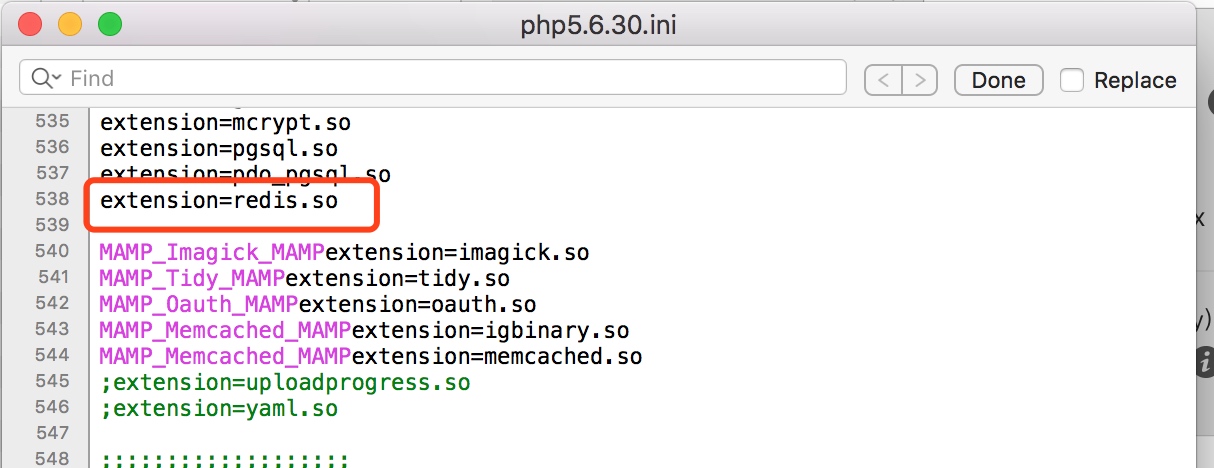 php5.6.30.ini
Find
< > Done Replace
535 extension=mcrypt.so
536 extension=pgsql.so
537 extension=pdo_pgsql.so
538 extension=redis.so
539
540 MAMP_Imagick_MAMPextension=imagick.so
541 MAMP_Tidy_MAMPextension=tidy.so
542 MAMP_Oauth_MAMPextension=oauth.so
543 MAMP_Memcached_MAMPextension=igbinary.so
544 MAMP_Memcached_MAMPextension=memcached.so
545 ;extension=uploadprogress.so
546 ;extension=yaml.so
547
548 ;;;;;;;;;;;;;;;;;;;
x
y)
i